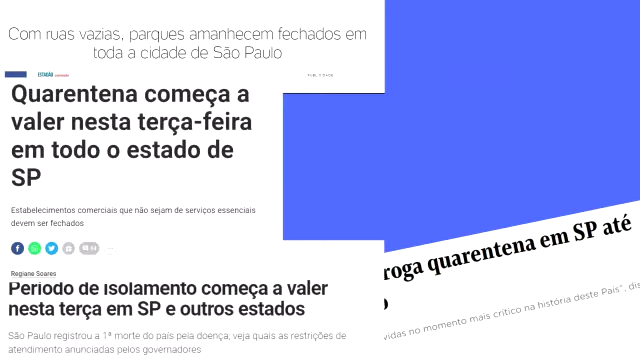 Com ruas vazias, parques amanhecem fechados em
toda a cidade de São Paulo
ESTADÃO
PUBLICIDADE
Quarentena começa a
valer nesta terça-feira
em todo o estado de
SP
Estabelecimentos comerciais que não sejam de serviços essenciais
devem ser fechados
Regiane Soares
Período de isolamento começa a valer
nesta terça em SP e outros estados
São Paulo registrou a 1ª morte do país pela doença; veja quais as restrições de
atendimento anunciadas pelos governadores
roga quarentena em SP até
o
vidas no momento mais crítico na história deste País", dis